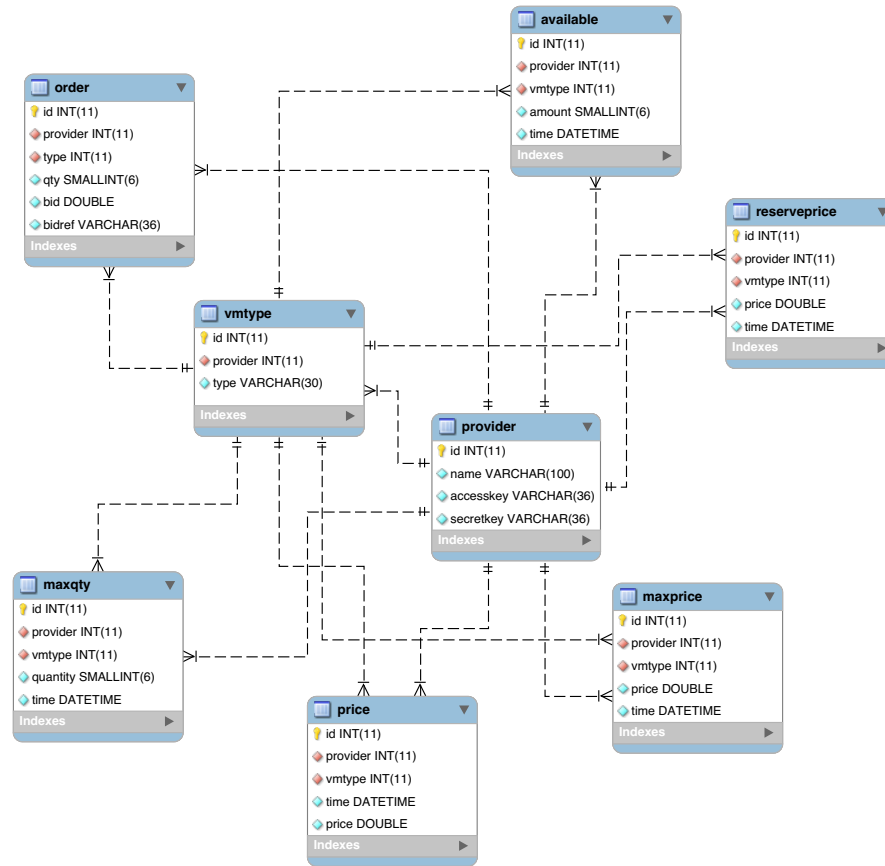 available
id INT(11)
provider INT(11)
vmtype INT(11)
amount SMALLINT(6)
time DATETIME
Indexes
order
id INT(11)
provider INT(11)
type INT(11)
qty SMALLINT(6)
bid DOUBLE
bidref VARCHAR(36)
Indexes
reserveprice
id INT(11)
provider INT(11)
vmtype INT(11)
price DOUBLE
time DATETIME
Indexes
vmtype
id INT(11)
provider INT(11)
type VARCHAR(30)
Indexes
provider
id INT(11)
name VARCHAR(100)
accesskey VARCHAR(36)
secretkey VARCHAR(36)
Indexes
maxqty
id INT(11)
provider INT(11)
vmtype INT(11)
quantity SMALLINT(6)
time DATETIME
Indexes
maxprice
id INT(11)
provider INT(11)
vmtype INT(11)
price DOUBLE
time DATETIME
Indexes
price
id INT(11)
provider INT(11)
vmtype INT(11)
time DATETIME
price DOUBLE
Indexes